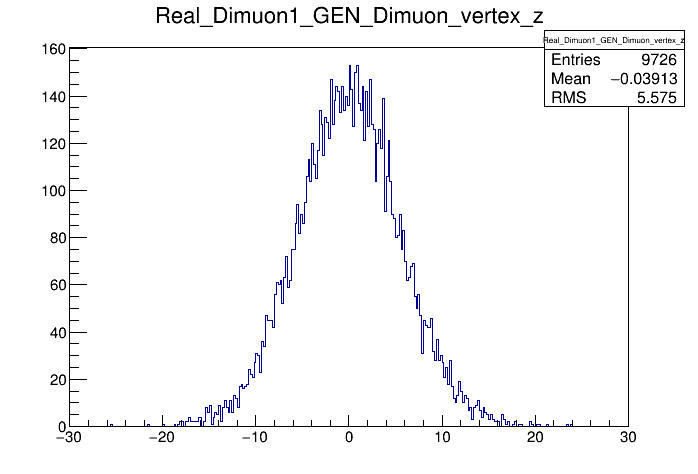 Real_Dimuon1_GEN_Dimuon_vertex_z
Real_Dimuon1_GEN_Dimuon_vertex_z
Entries 9726
Mean −0.03913
RMS 5.575
160
140
120
100
80
60
40
20
0
−30 −20 −10 0 10 20 30